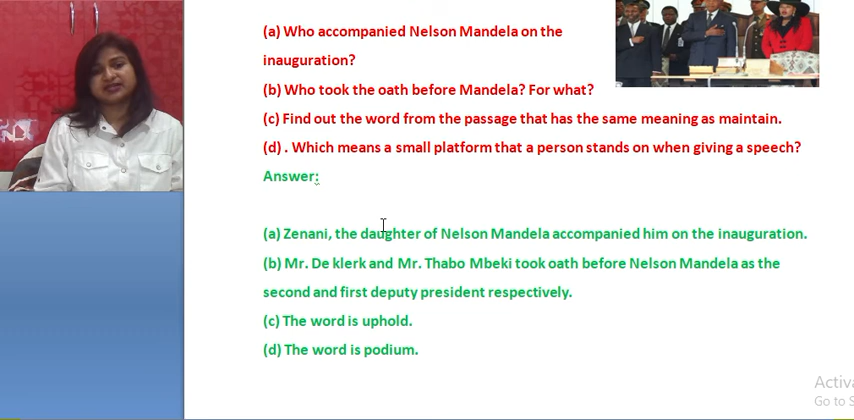 (a) Who accompanied Nelson Mandela on the
inauguration?
(b) Who took the oath before Mandela? For what?
(c) Find out the word from the passage that has the same meaning as maintain.
(d) . Which means a small platform that a person stands on when giving a speech?
Answer:
(a) Zenani, the daughter of Nelson Mandela accompanied him on the inauguration.
(b) Mr. De klerk and Mr. Thabo Mbeki took oath before Nelson Mandela as the
second and first deputy president respectively.
(c) The word is uphold.
(d) The word is podium.
Activa
Go to S